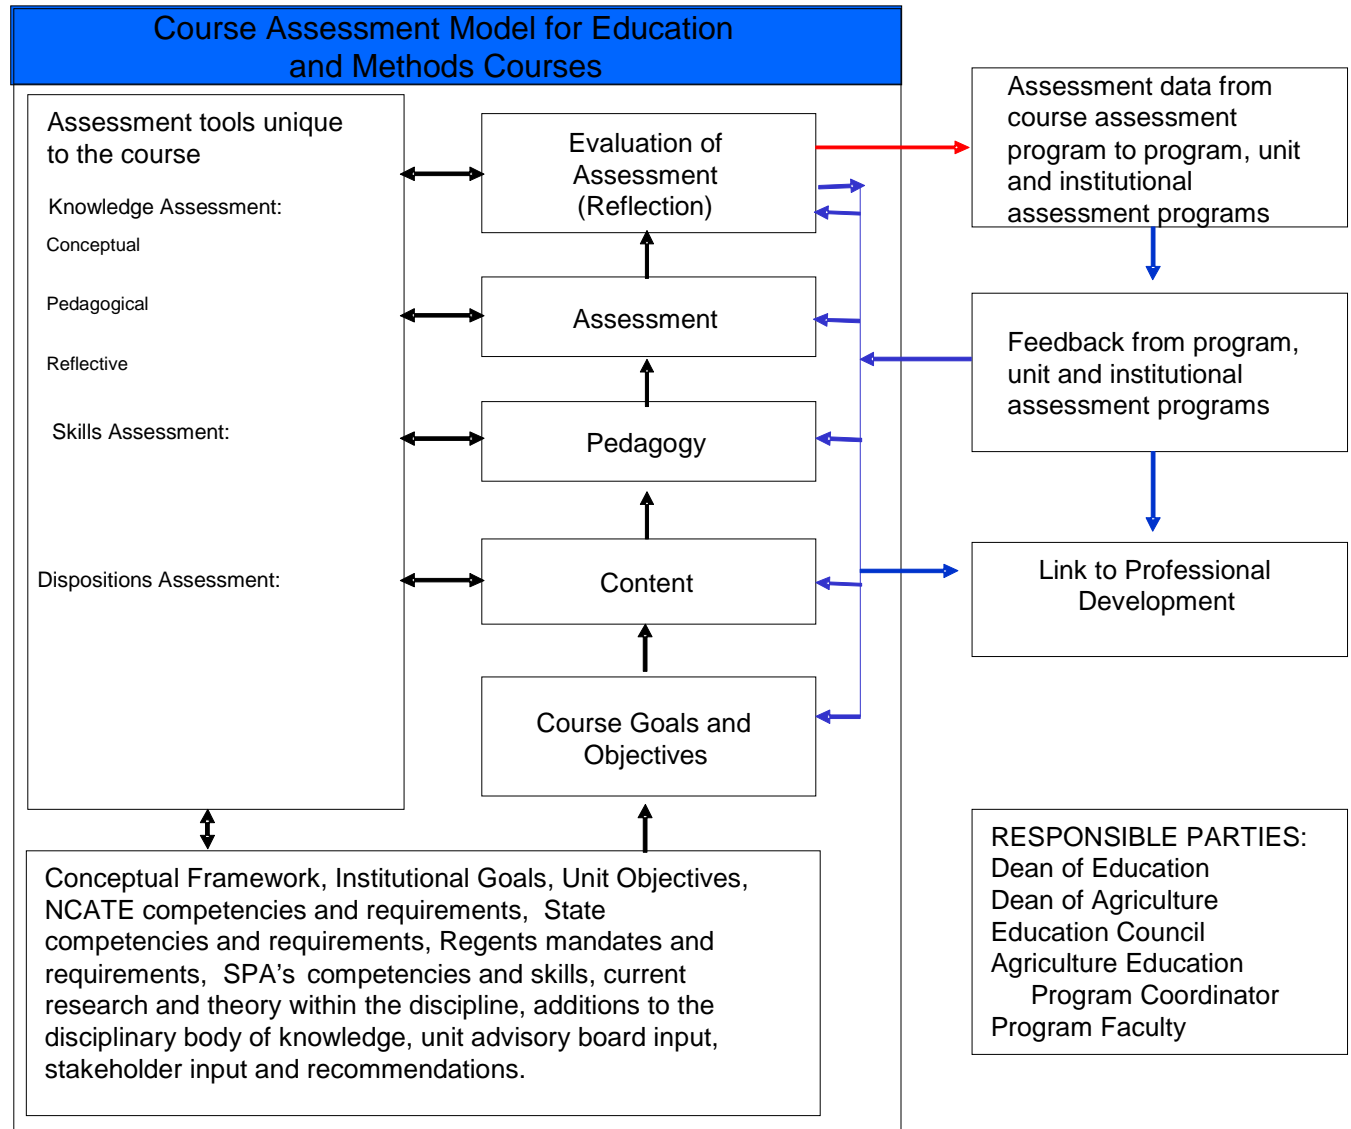 Course Assessment Model for Education
and Methods Courses
Assessment tools unique
to the course
Knowledge Assessment:
Conceptual
Pedagogical
Reflective
Skills Assessment:
Dispositions Assessment:
Evaluation of
Assessment
(Reflection)
Assessment
Pedagogy
Content
Course Goals and
Objectives
Conceptual Framework, Institutional Goals, Unit Objectives,
NCATE competencies and requirements, State
competencies and requirements, Regents mandates and
requirements, SPA's competencies and skills, current
research and theory within the discipline, additions to the
disciplinary body of knowledge, unit advisory board input,
stakeholder input and recommendations.
Assessment data from
course assessment
program to program, unit
and institutional
assessment programs
Feedback from program,
unit and institutional
assessment programs
Link to Professional
Development
RESPONSIBLE PARTIES:
Dean of Education
Dean of Agriculture
Education Council
Agriculture Education
Program Coordinator
Program Faculty